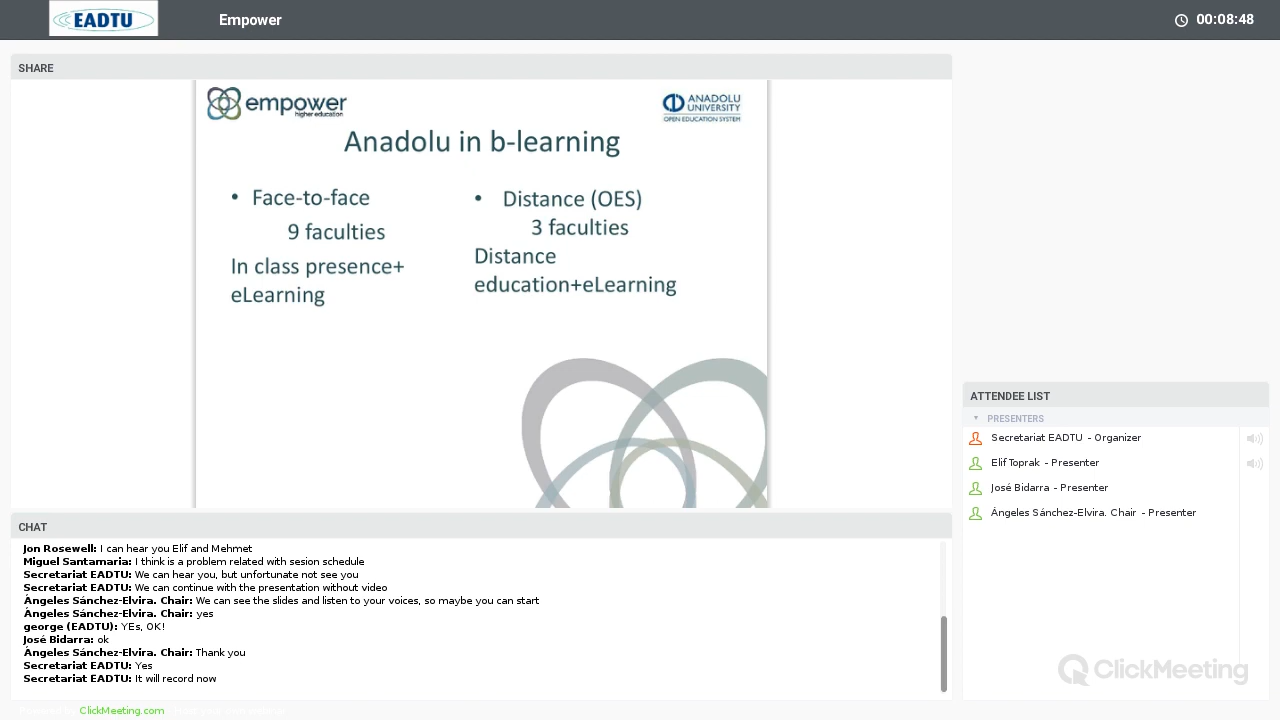 EADTU
Empower
00:08:48
SHARE
empower
higher education
ANADOLU
UNIVERSITY
OPEN EDUCATION SYSTEM
Anadolu in b-learning
• Face-to-face
9 faculties
In class presence+
eLearning
• Distance (OES)
3 faculties
Distance
education+eLearning
CHAT
Jon Rosewell: I can hear you Elif and Mehmet
Miguel Santamaria: I think is a problem related with sesion schedule
Secretariat EADTU: We can hear you, but unfortunate not see you
Secretariat EADTU: We can continue with the presentation without video
Ángeles Sánchez-Elvira. Chair: We can see the slides and listen to your voices, so maybe you can start
Ángeles Sánchez-Elvira. Chair: yes
george (EADTU): YEs, OK!
José Bidarra: ok
Ángeles Sánchez-Elvira. Chair: Thank you
Secretariat EADTU: Yes
Secretariat EADTU: It will record now
ATTENDEE LIST
PRESENTERS
Secretariat EADTU - Organizer
Elif Toprak - Presenter
José Bidarra - Presenter
Ángeles Sánchez-Elvira. Chair - Presenter
ClickMeeting
ClickMeeting.com